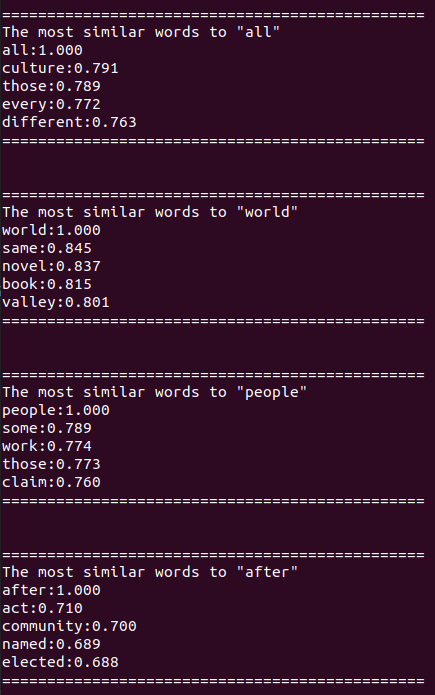 ===============================================
The most similar words to "all"
all:1.000
culture:0.791
those:0.789
every:0.772
different:0.763
===============================================
===============================================
The most similar words to "world"
world:1.000
same:0.845
novel:0.837
book:0.815
valley:0.801
===============================================
===============================================
The most similar words to "people"
people:1.000
some:0.789
work:0.774
those:0.773
claim:0.760
===============================================
===============================================
The most similar words to "after"
after:1.000
act:0.710
community:0.700
named:0.689
elected:0.688
===============================================